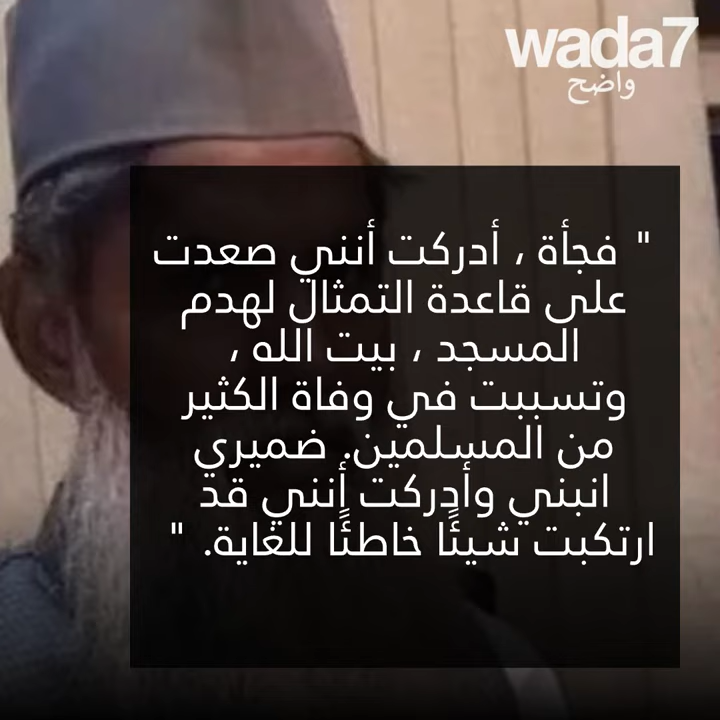 wada7
واضح
" فجأة ، أدركت أنني صعدت
على قاعدة التمثال لهدم
المسجد ، بيت الله ،
وتسببت في وفاة الكثير
من المسلمين. ضميري
انبني وأدركت أنني قد
ارتكبت شيئًا خاطئًا للغاية. "